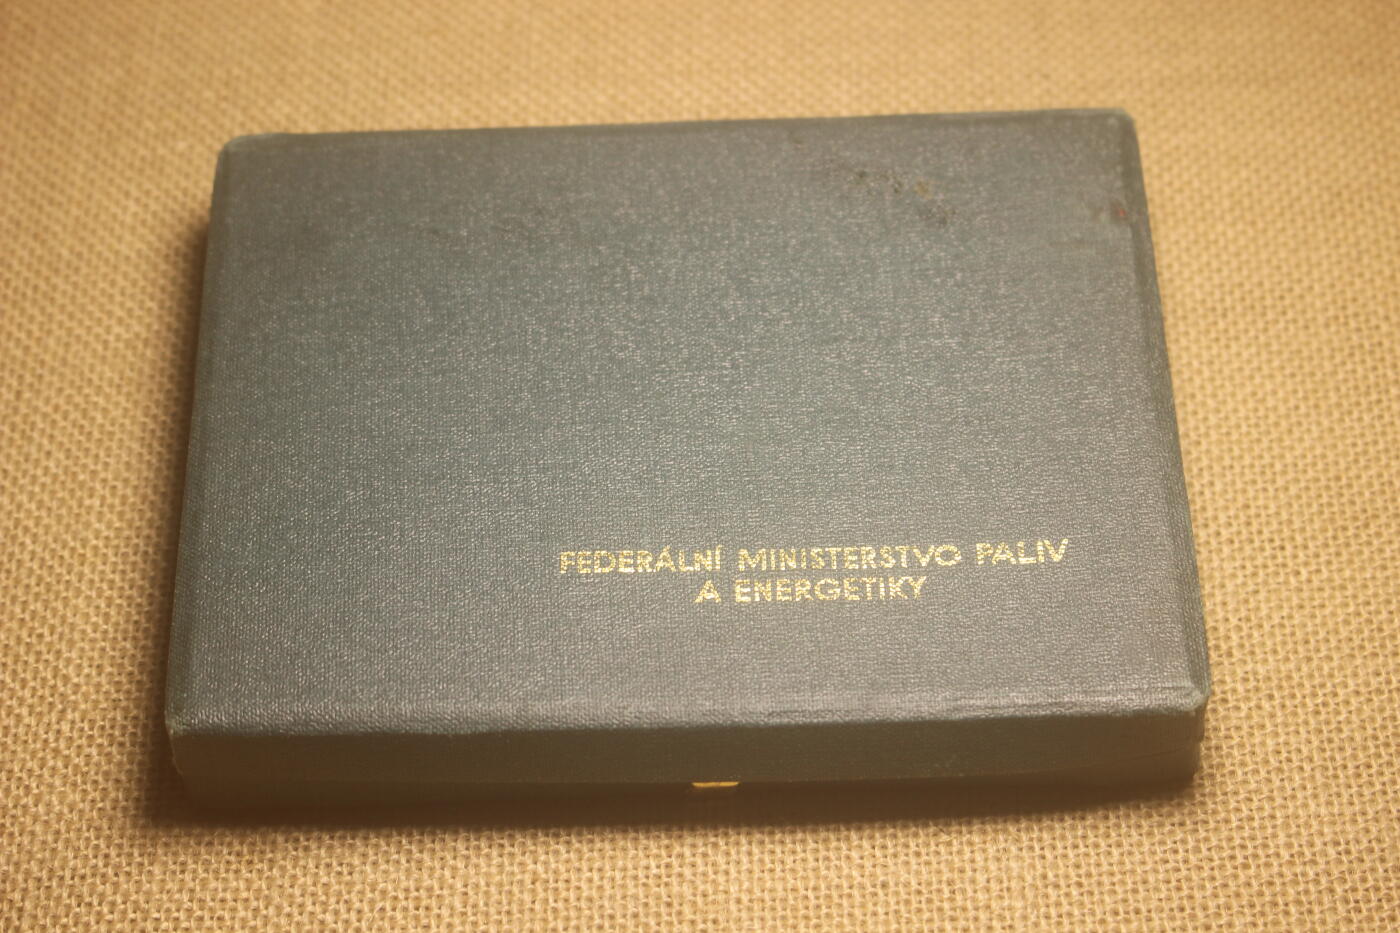 FEDERÁLNÍ MINISTERSTVO PALIV
A ENERGETIKY